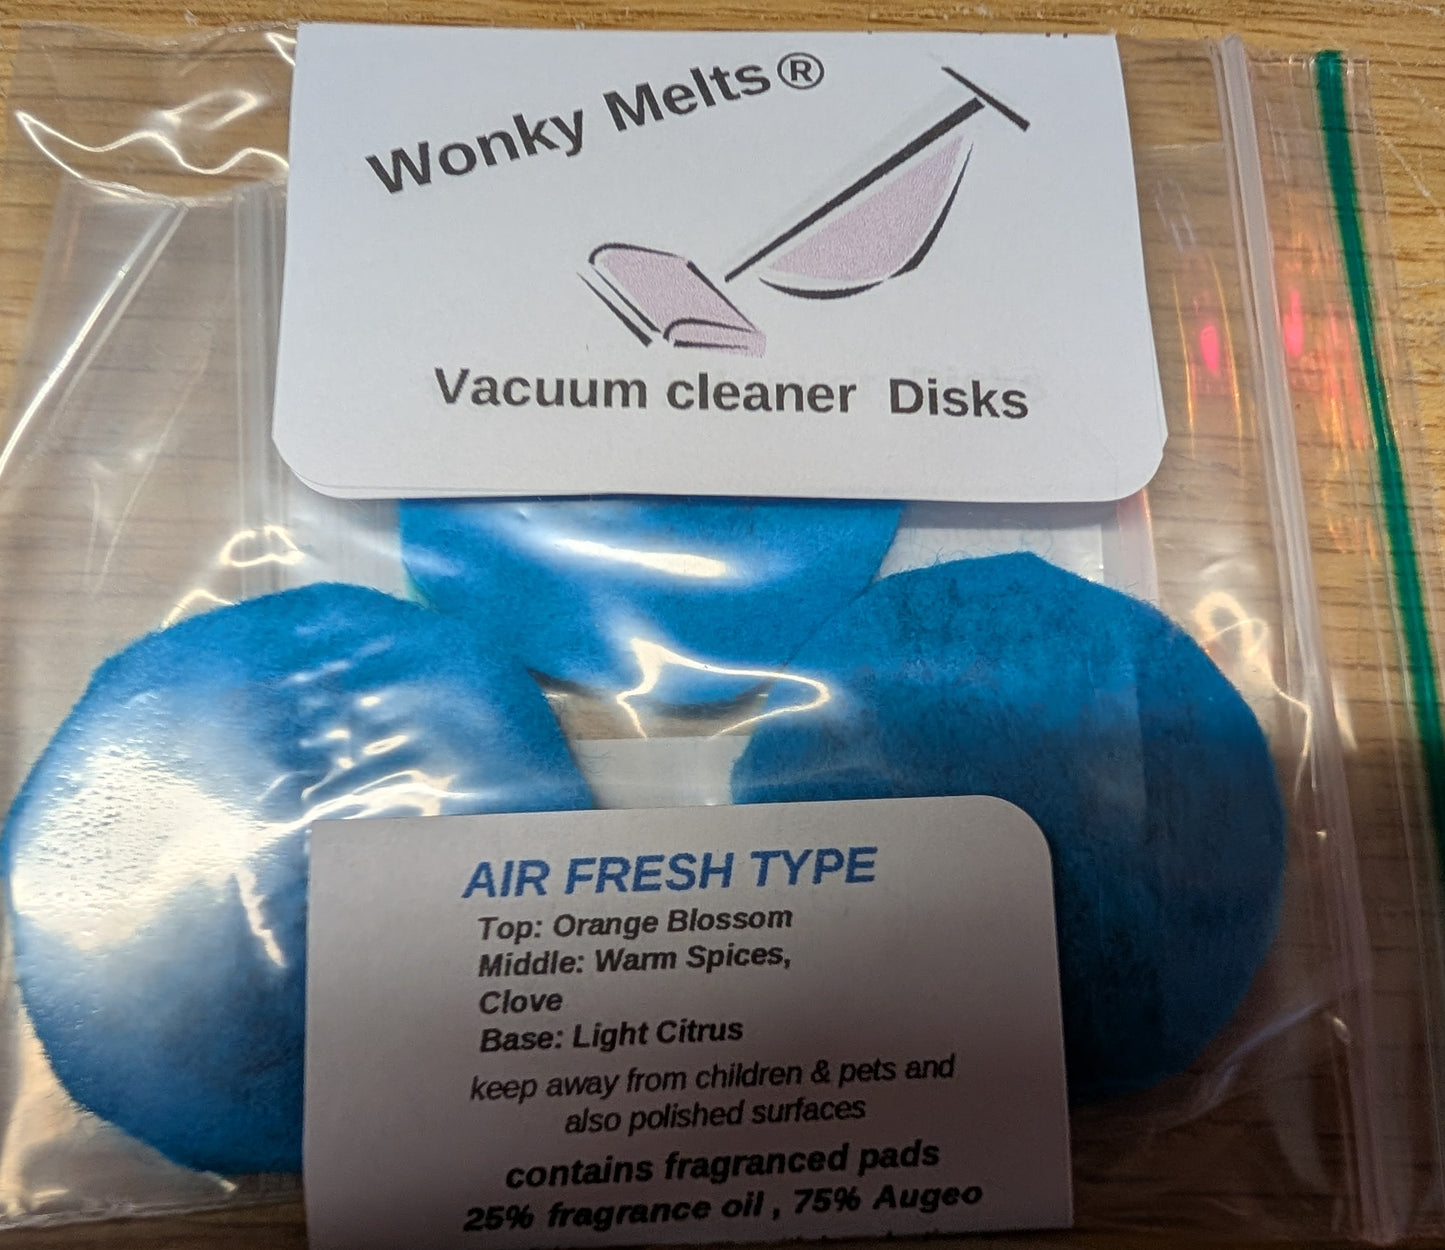 Wonky Melts®
Vacuum cleaner Disks
AIR FRESH TYPE
Top: Orange Blossom
Middle: Warm Spices,
Clove
Base: Light Citrus
keep away from children & pets and
also polished surfaces
contains fragranced pads
25% fragrance oil , 75% Augeo